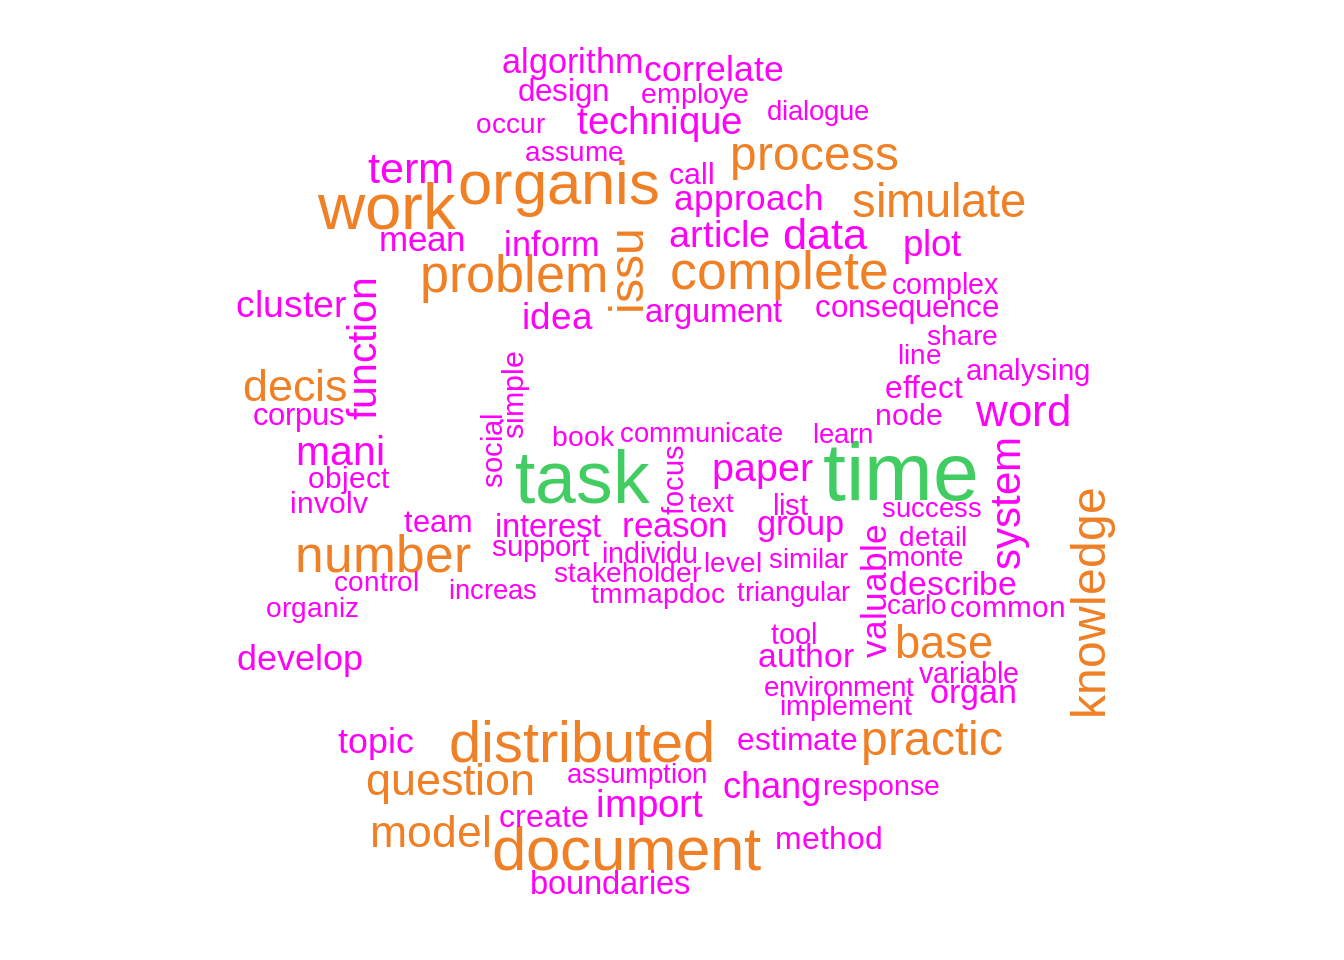 algorithm correlate
design employe dialogue
occur technique
assume process
term organis call
work approach simulate
mean inform issu article data plot
problem complete complex
cluster function idea argument consequence
share
line
decis simple effect analysing
corpus social book communicate learn node word
mani task focus paper time system
object
involv text list success knowledge
team interest reason group valuable detail
number support individu level similar monte
control stakeholder describe
organiz increas tmmapdoc triangular carlo common
tool base
develop author
environment variable
implement organ
topic distributed estimate practic
question assumption chang response
create import
model document method
boundaries